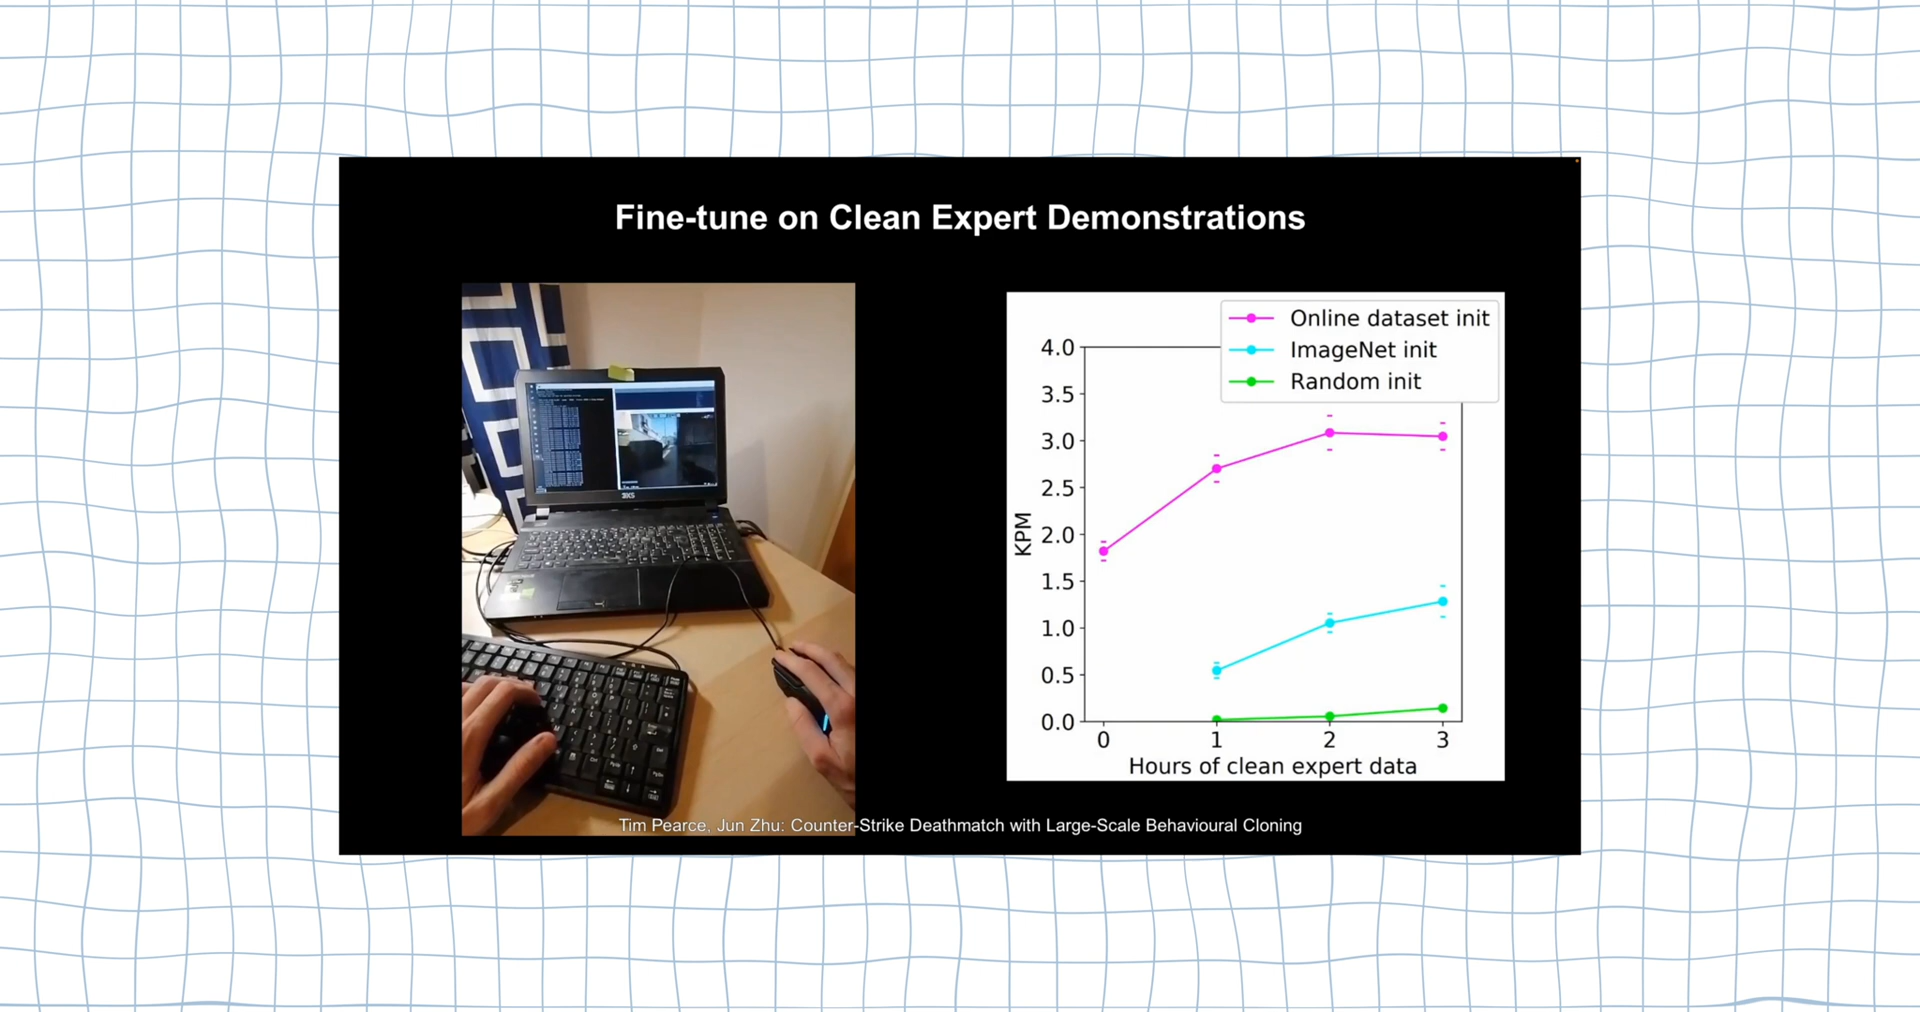 Fine-tune on Clean Expert Demonstrations
Online dataset init
ImageNet init
Random init
4.0
3.5
3.0
2.5
2.0
1.5
1.0
0.5
0.0
KPM
0 1 2 3
Hours of clean expert data
Tim Pearce, Jun Zhu: Counter-Strike Deathmatch with Large-Scale Behavioural Cloning